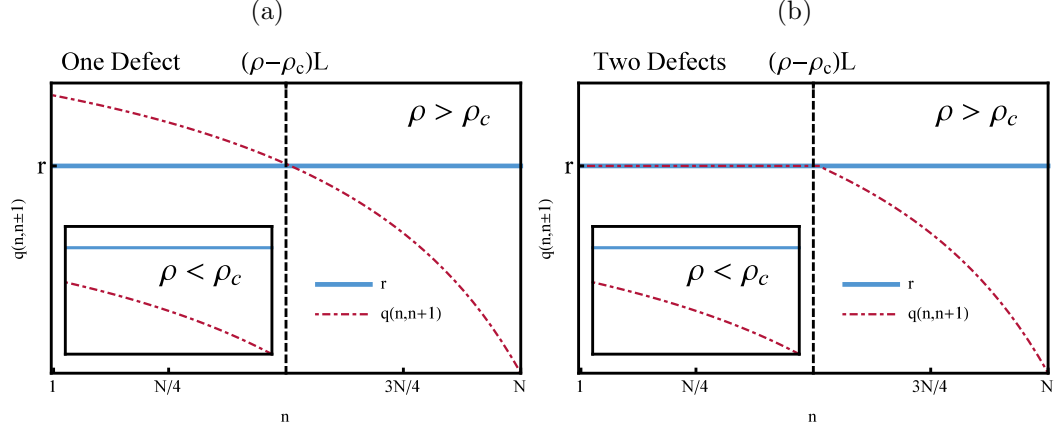 (a)
One Defect
(ρ−ρc)L
ρ > ρc
r
q(n,n±1)
ρ < ρc
r
q(n,n+1)
1
N/4
3N/4
N
n
(b)
Two Defects
(ρ−ρc)L
ρ > ρc
r
q(n,n±1)
ρ < ρc
r
q(n,n+1)
1
N/4
3N/4
N
n